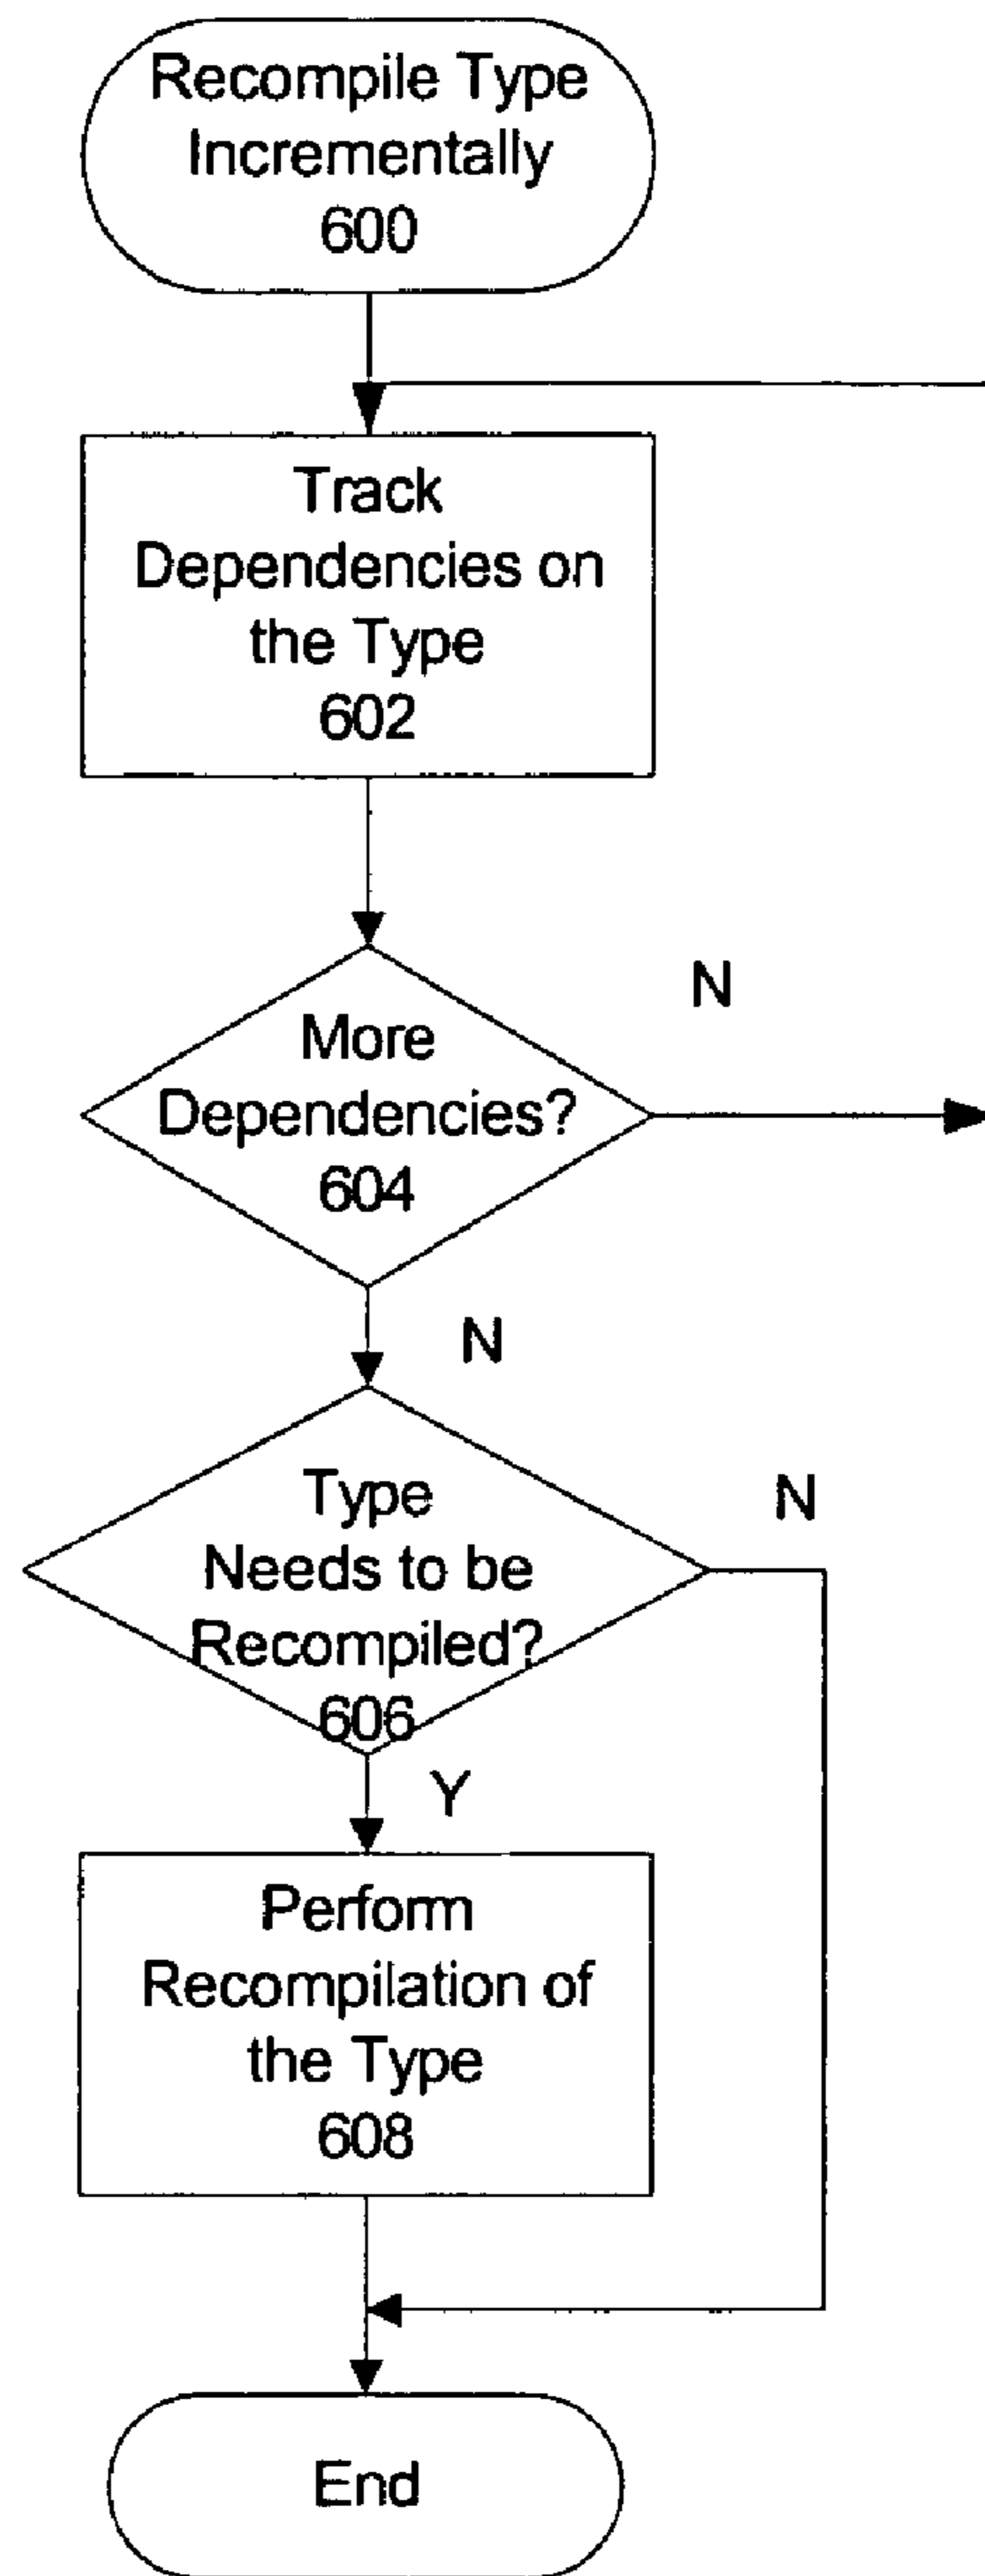 Recompile Type
Incrementally
600
Track
Dependencies on
the Type
602
More
Dependencies?
604
N
N
Type
Needs to be
Recompiled?
606
N
Y
Perform
Recompilation of
the Type
608
End